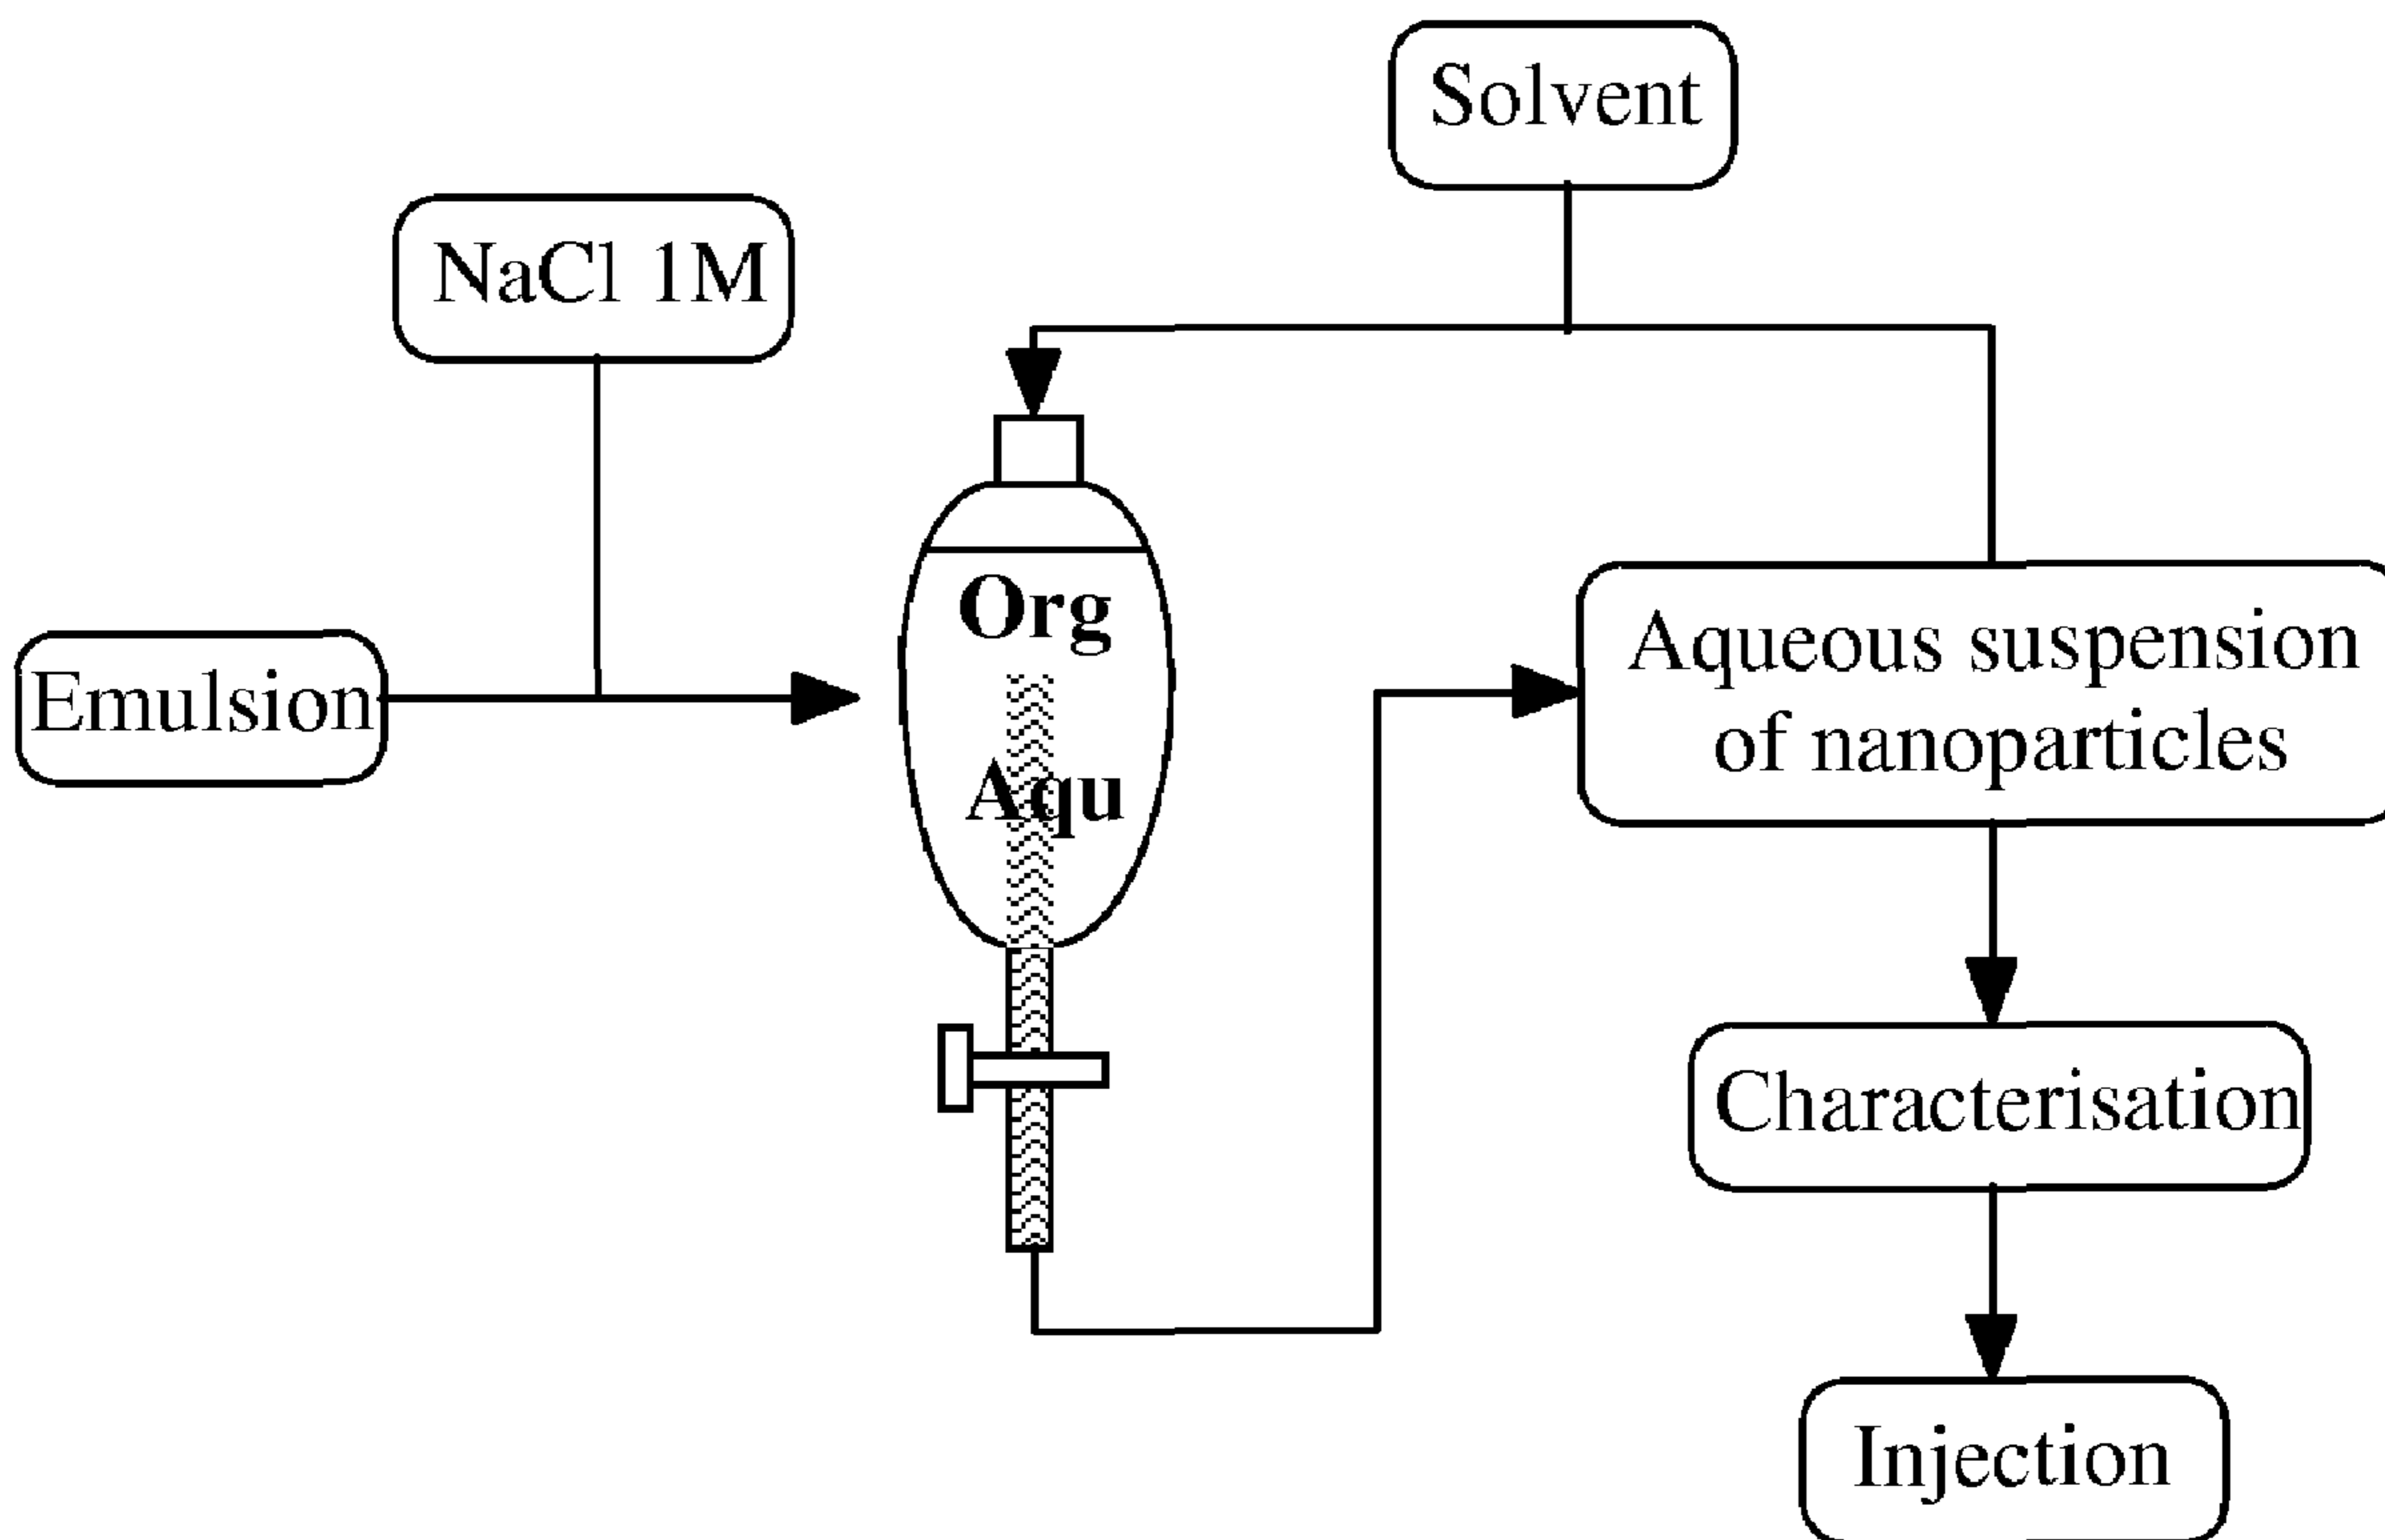 Solvent
NaCl 1M
Emulsion
Org
Aqu
Aqueous suspension
of nanoparticles
Characterisation
Injection